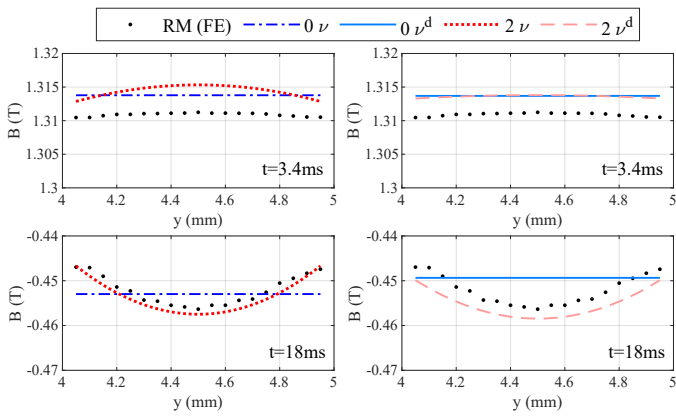 RM (FE) 0 ν 0 νᵈ 2 ν 2 νᵈ
1.32
1.315
1.31
1.305
1.3
B (T)
t=3.4ms
4 4.2 4.4 4.6 4.8 5
y (mm)
1.32
1.315
1.31
1.305
1.3
B (T)
t=3.4ms
4 4.2 4.4 4.6 4.8 5
y (mm)
-0.44
-0.45
-0.46
-0.47
B (T)
t=18ms
4 4.2 4.4 4.6 4.8 5
y (mm)
-0.44
-0.45
-0.46
-0.47
B (T)
t=18ms
4 4.2 4.4 4.6 4.8 5
y (mm)